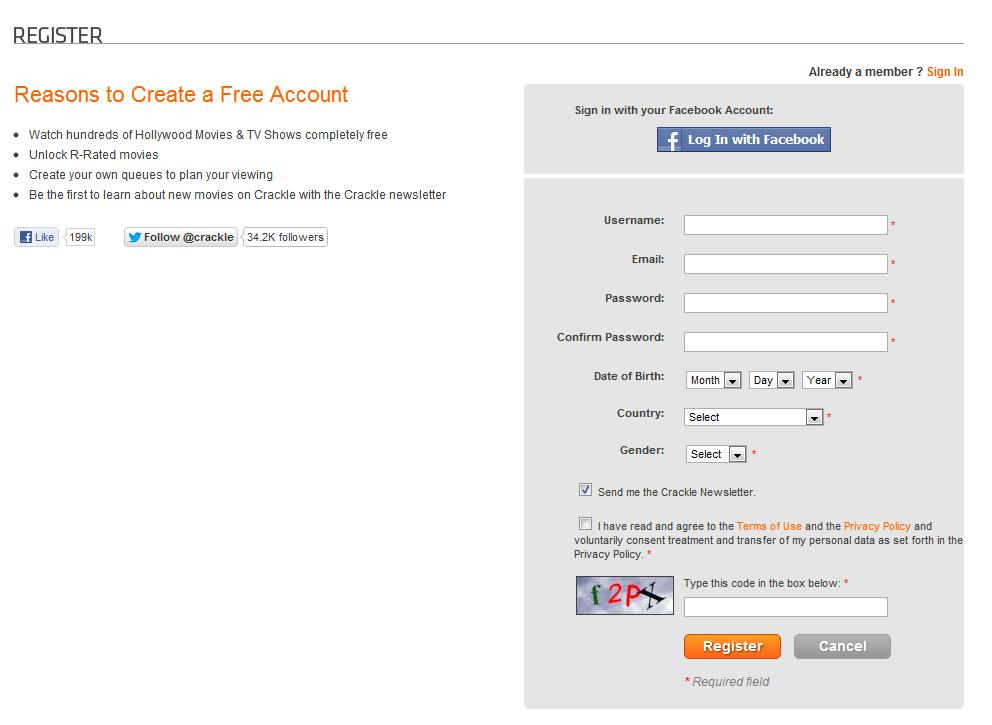 REGISTER
Already a member ? Sign In
Reasons to Create a Free Account
Watch hundreds of Hollywood Movies & TV Shows completely free
Unlock R-Rated movies
Create your own queues to plan your viewing
Be the first to learn about new movies on Crackle with the Crackle newsletter
Like 199k
Follow @crackle 34.2K followers
Sign in with your Facebook Account:
f Log In with Facebook
Username: *
Email: *
Password: *
Confirm Password: *
Date of Birth: Month Day Year *
Country: Select *
Gender: Select *
Send me the Crackle Newsletter.
I have read and agree to the Terms of Use and the Privacy Policy and
voluntarily consent treatment and transfer of my personal data as set forth in the
Privacy Policy. *
f2PX
Type this code in the box below: *
Register Cancel
* Required field